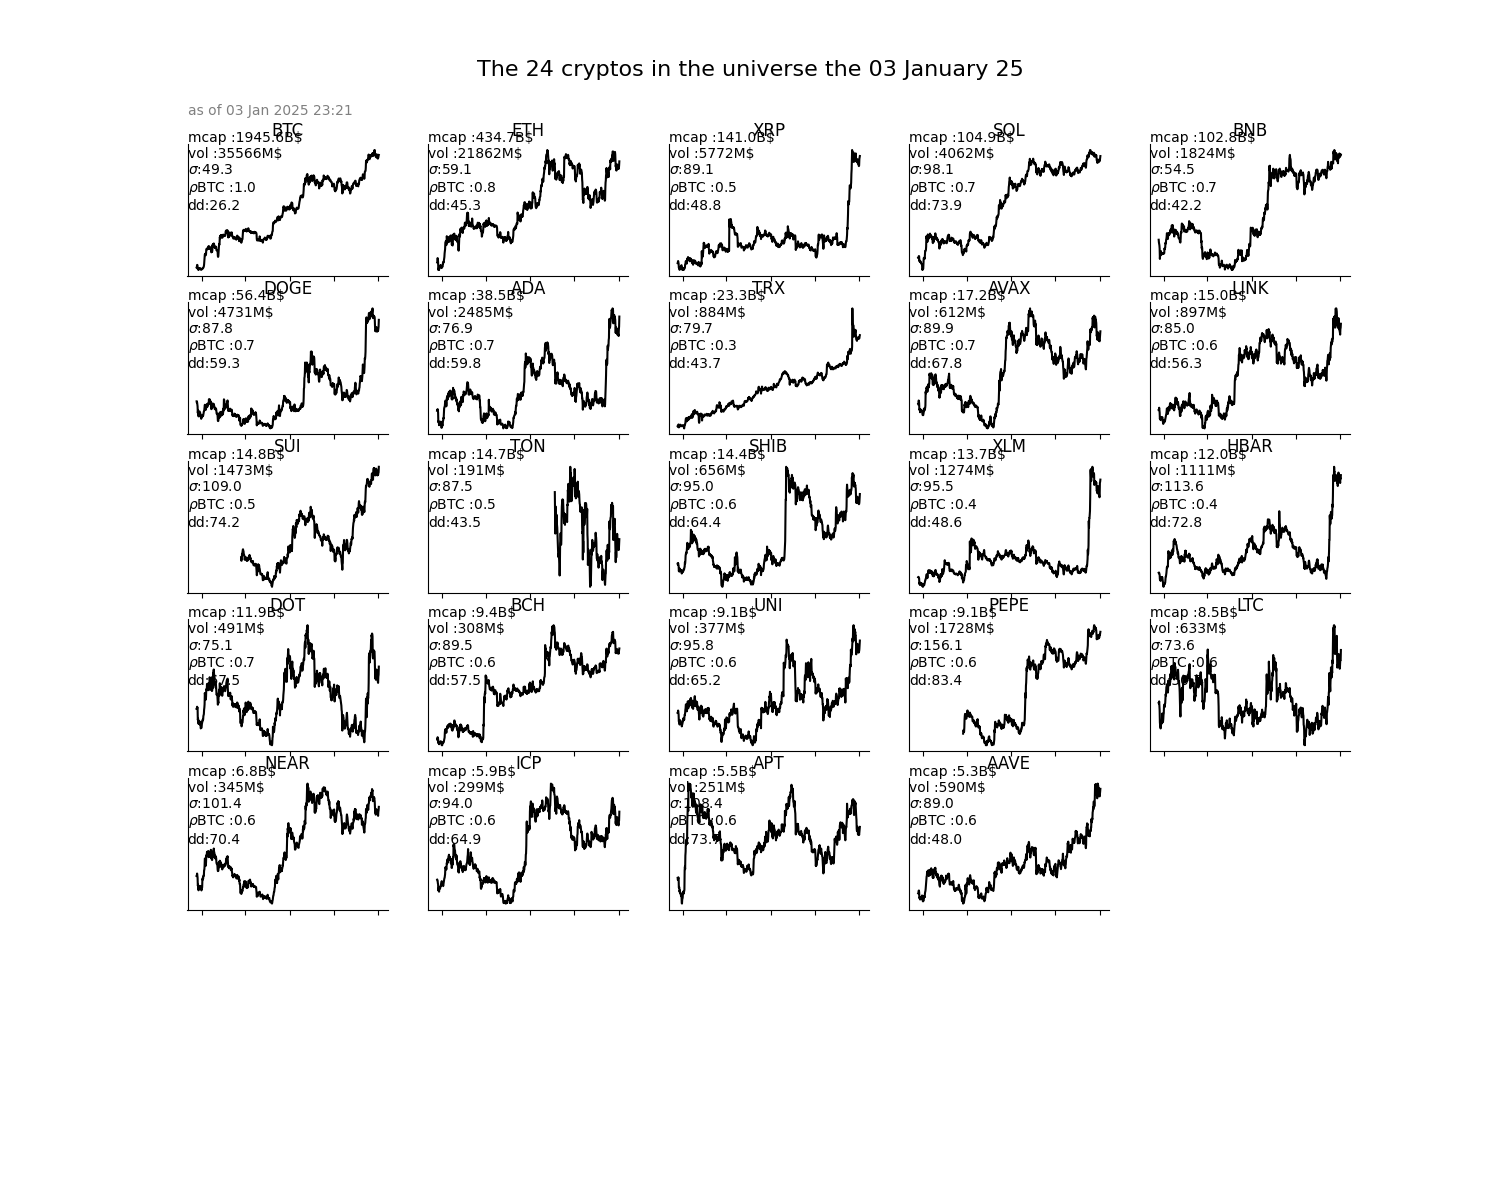 The 24 cryptos in the universe the 03 January 25
as of 03 Jan 2025 23:21
BTC
mcap :1945.6B$
vol :35566M$
σ:49.3
ρBTC :1.0
dd:26.2
ETH
mcap :434.7B$
vol :21862M$
σ:59.1
ρBTC :0.8
dd:45.3
XRP
mcap :141.0B$
vol :5772M$
σ:89.1
ρBTC :0.5
dd:48.8
SOL
mcap :104.9B$
vol :4062M$
σ:98.1
ρBTC :0.7
dd:73.9
BNB
mcap :102.8B$
vol :1824M$
σ:54.5
ρBTC :0.7
dd:42.2
DOGE
mcap :56.4B$
vol :4731M$
σ:87.8
ρBTC :0.7
dd:59.3
ADA
mcap :38.5B$
vol :2485M$
σ:76.9
ρBTC :0.7
dd:59.8
TRX
mcap :23.3B$
vol :884M$
σ:79.7
ρBTC :0.3
dd:43.7
AVAX
mcap :17.2B$
vol :612M$
σ:89.9
ρBTC :0.7
dd:67.8
LINK
mcap :15.0B$
vol :897M$
σ:85.0
ρBTC :0.6
dd:56.3
SUI
mcap :14.8B$
vol :1473M$
σ:109.0
ρBTC :0.5
dd:74.2
TON
mcap :14.7B$
vol :191M$
σ:87.5
ρBTC :0.5
dd:43.5
SHIB
mcap :14.4B$
vol :656M$
σ:95.0
ρBTC :0.6
dd:64.4
XLM
mcap :13.7B$
vol :1274M$
σ:95.5
ρBTC :0.4
dd:48.6
HBAR
mcap :12.0B$
vol :1111M$
σ:113.6
ρBTC :0.4
dd:72.8
DOT
mcap :11.9B$
vol :491M$
σ:75.1
ρBTC :0.7
BCH
mcap :9.4B$
vol :308M$
σ:89.5
ρBTC :0.6
dd:57.5
UNI
mcap :9.1B$
vol :377M$
σ:95.8
ρBTC :0.6
dd:65.2
PEPE
mcap :9.1B$
vol :1728M$
σ:156.1
ρBTC :0.6
dd:83.4
LTC
mcap :8.5B$
vol :633M$
σ:73.6
ρBTC :0.6
NEAR
mcap :6.8B$
vol :345M$
σ:101.4
ρBTC :0.6
dd:70.4
ICP
mcap :5.9B$
vol :299M$
σ:94.0
ρBTC :0.6
dd:64.9
APT
mcap :5.5B$
vol :251M$
σ:108.4
ρBTC :0.6
AAVE
mcap :5.3B$
vol :590M$
σ:89.0
ρBTC :0.6
dd:48.0